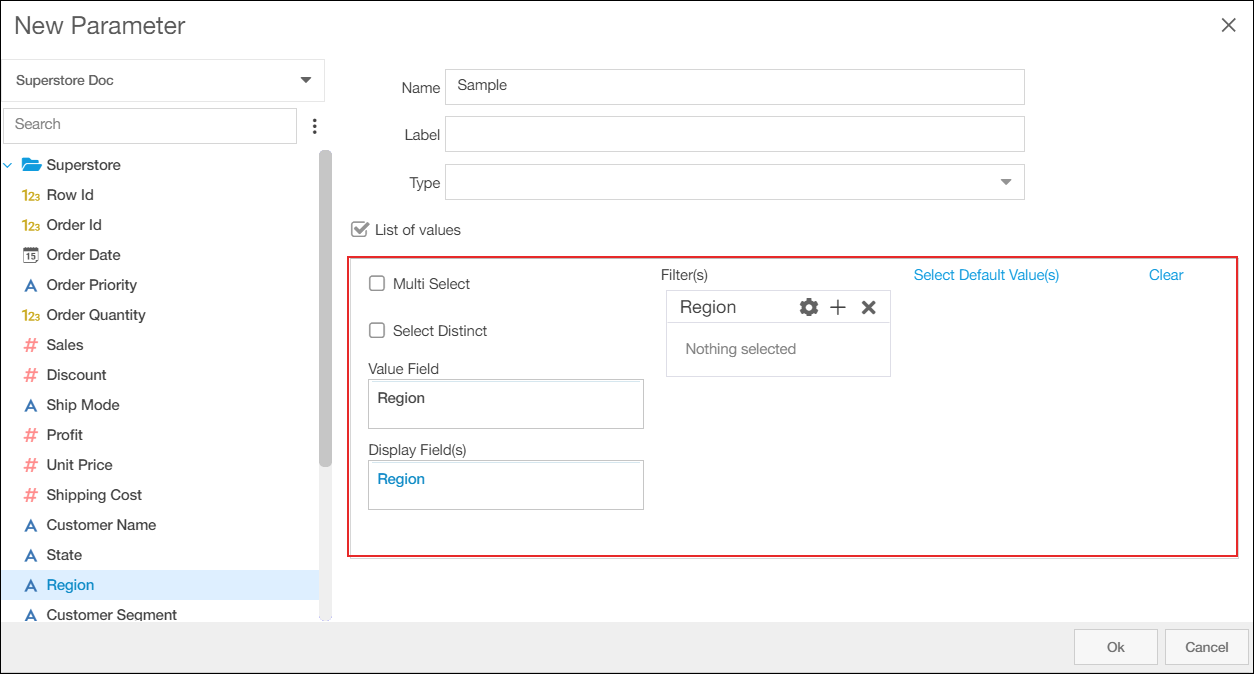 New Parameter
Superstore Doc
Search
Superstore
123 Row Id
123 Order Id
15 Order Date
A Order Priority
123 Order Quantity
# Sales
# Discount
A Ship Mode
# Profit
# Unit Price
# Shipping Cost
A Customer Name
A State
A Region
A Customer Segment
Name Sample
Label
Type
List of values
Multi Select
Select Distinct
Value Field
Region
Display Field(s)
Region
Filter(s)
Region
Nothing selected
Select Default Value(s)
Clear
Ok
Cancel